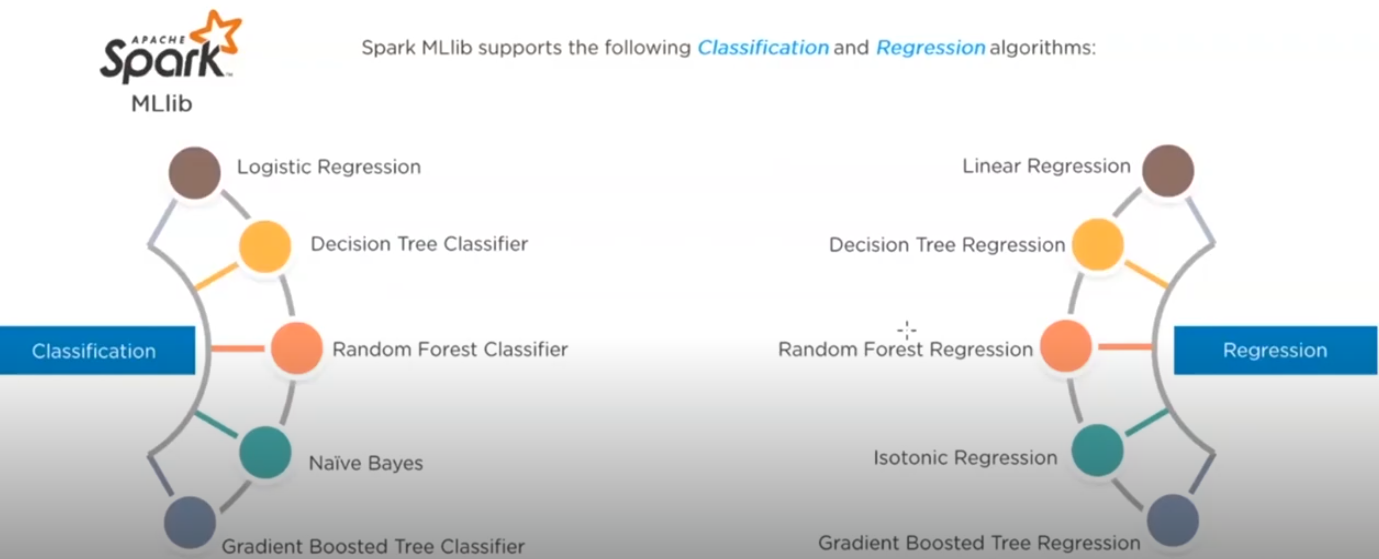 APACHE
Spark™
MLlib
Spark MLlib supports the following Classification and Regression algorithms:
Logistic Regression
Decision Tree Classifier
Random Forest Classifier
Naïve Bayes
Gradient Boosted Tree Classifier
Classification
Linear Regression
Decision Tree Regression
Random Forest Regression
Isotonic Regression
Gradient Boosted Tree Regression
Regression